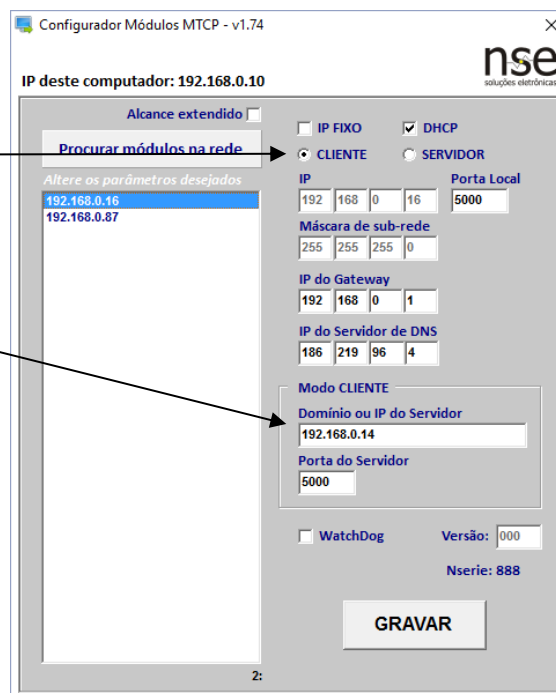 Configurador Módulos MTCP - v1.74
nse
soluções eletrônicas
IP deste computador: 192.168.0.10
Alcance extendido
Procurar módulos na rede
Altere os parâmetros desejados
192.168.0.16
192.168.0.87
2:
IP FIXO DHCP
CLIENTE SERVIDOR
IP Porta Local
192 168 0 16 5000
Máscara de sub-rede
255 255 255 0
IP do Gateway
192 168 0 1
IP do Servidor de DNS
186 219 96 4
Modo CLIENTE
Domínio ou IP do Servidor
192.168.0.14
Porta do Servidor
5000
WatchDog Versão: 000
Nserie: 888
GRAVAR